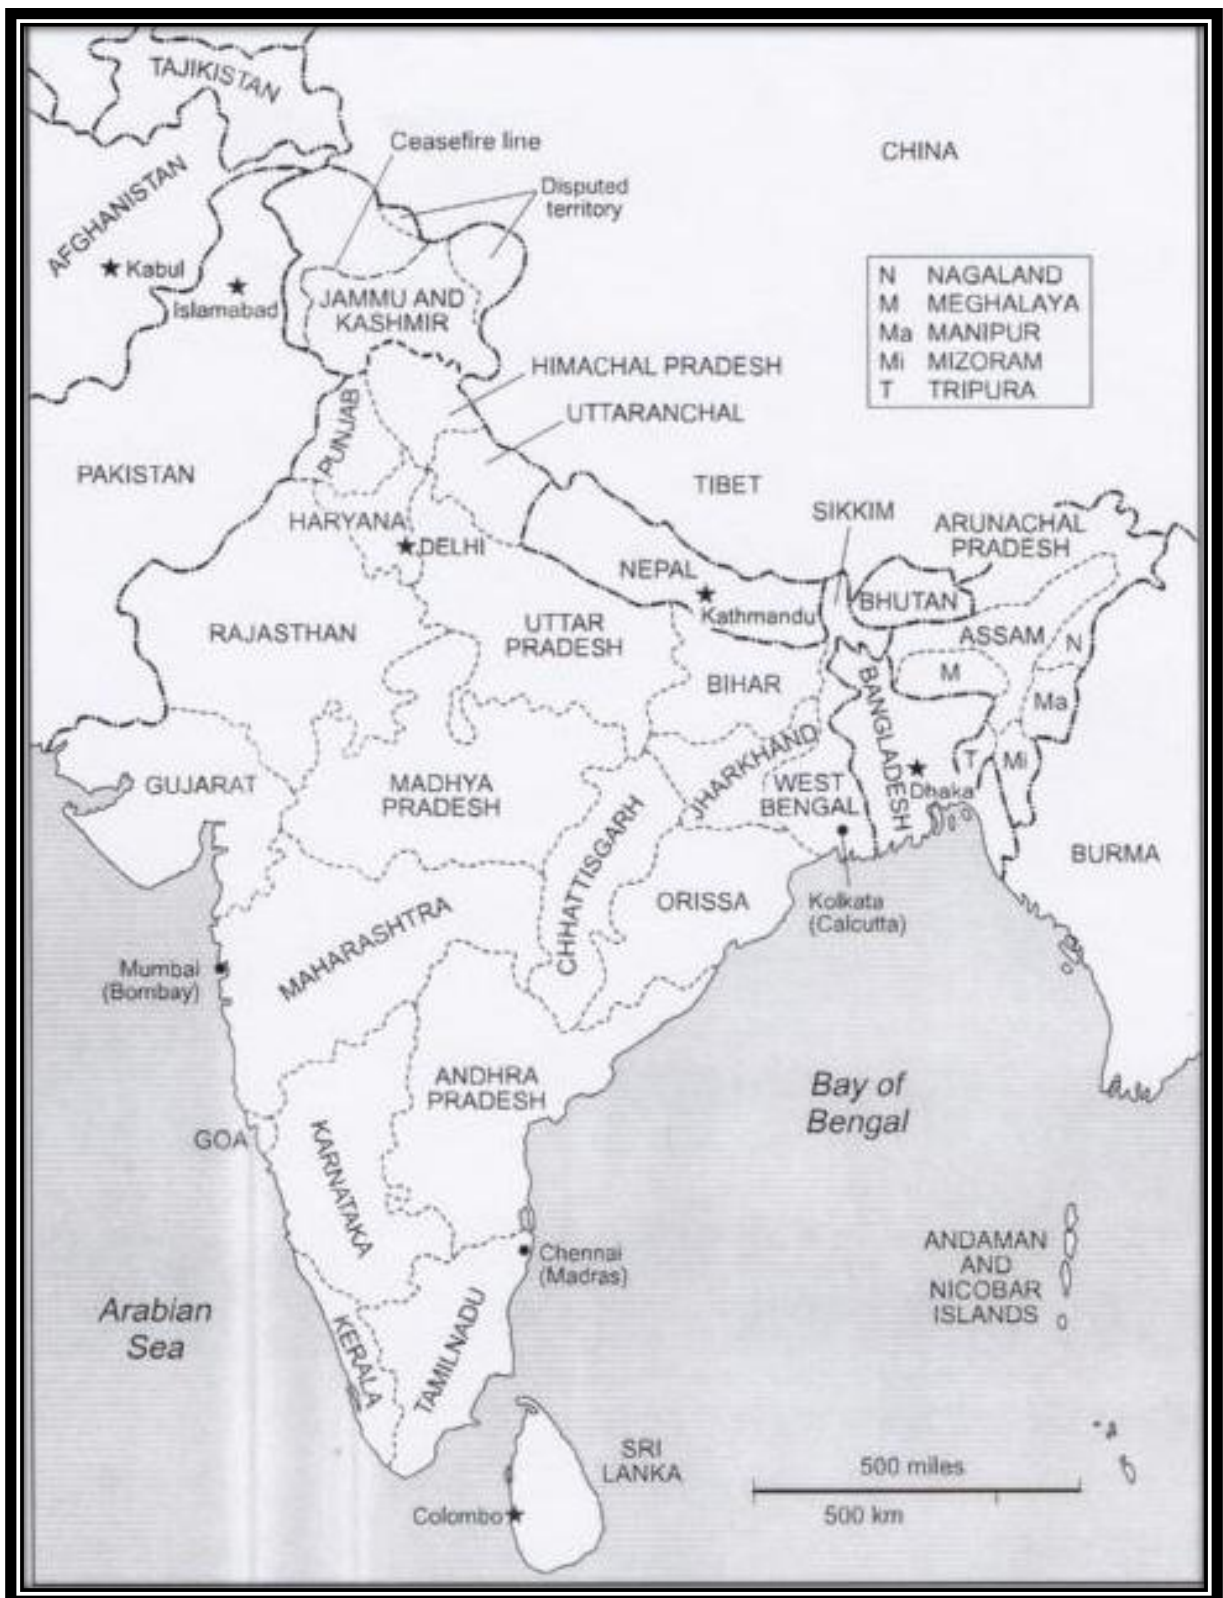 TAJIKISTAN
Ceasefire line
CHINA
Disputed
territory
AFGHANISTAN
Kabul
Islamabad
JAMMU AND
KASHMIR
N NAGALAND
M MEGHALAYA
Ma MANIPUR
Mi MIZORAM
T TRIPURA
HIMACHAL PRADESH
UTTARANCHAL
PUNJAB
PAKISTAN
TIBET
SIKKIM
ARUNACHAL
PRADESH
HARYANA
DELHI
NEPAL
Kathmandu
BHUTAN
RAJASTHAN
UTTAR
PRADESH
ASSAM
N
M
Ma
BIHAR
BANGLADESH
JHARKHAND
T
Mi
GUJARAT
MADHYA
PRADESH
WEST
BENGAL
Dhaka
CHHATTISGARH
BURMA
ORISSA
Kolkata
(Calcutta)
MAHARASHTRA
Mumbai
(Bombay)
ANDHRA
PRADESH
Bay of
Bengal
GOA
KARNATAKA
Chennai
(Madras)
ANDAMAN
AND
NICOBAR
ISLANDS
Arabian
Sea
KERALA
TAMILNADU
SRI
LANKA
Colombo
500 miles
500 km